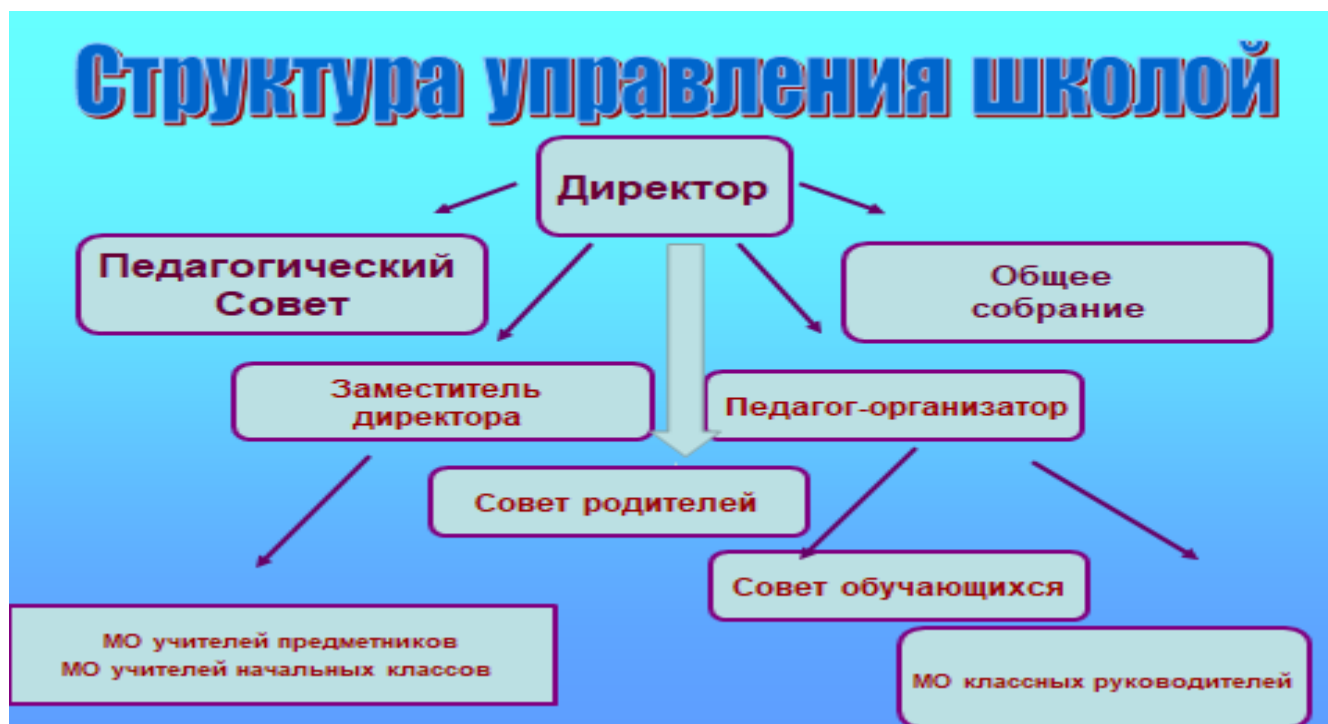 Структура управления школой
Директор
Педагогический
Совет
Общее
собрание
Заместитель
директора
Педагог-организатор
Совет родителей
Совет обучающихся
МО учителей предметников
МО учителей начальных классов
МО классных руководителей